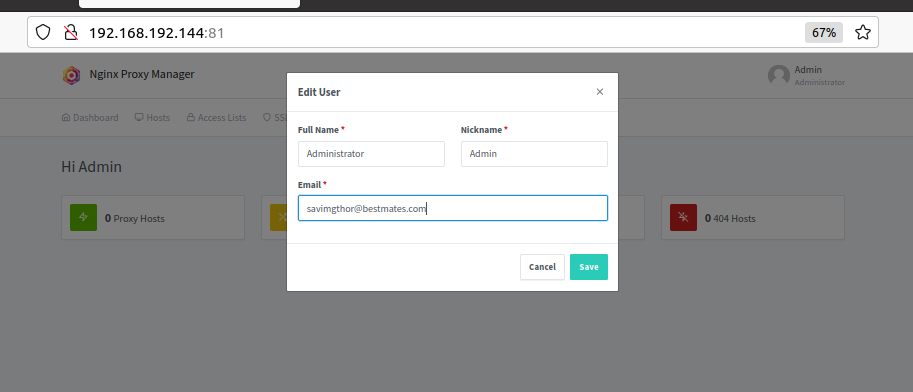 192.168.192.144:81
67%
Nginx Proxy Manager
Admin
Administrator
Dashboard Hosts Access Lists
Hi Admin
0 Proxy Hosts
0 404 Hosts
Edit User
Full Name * Nickname *
Administrator Admin
Email *
savimgthor@bestmates.com
Cancel Save